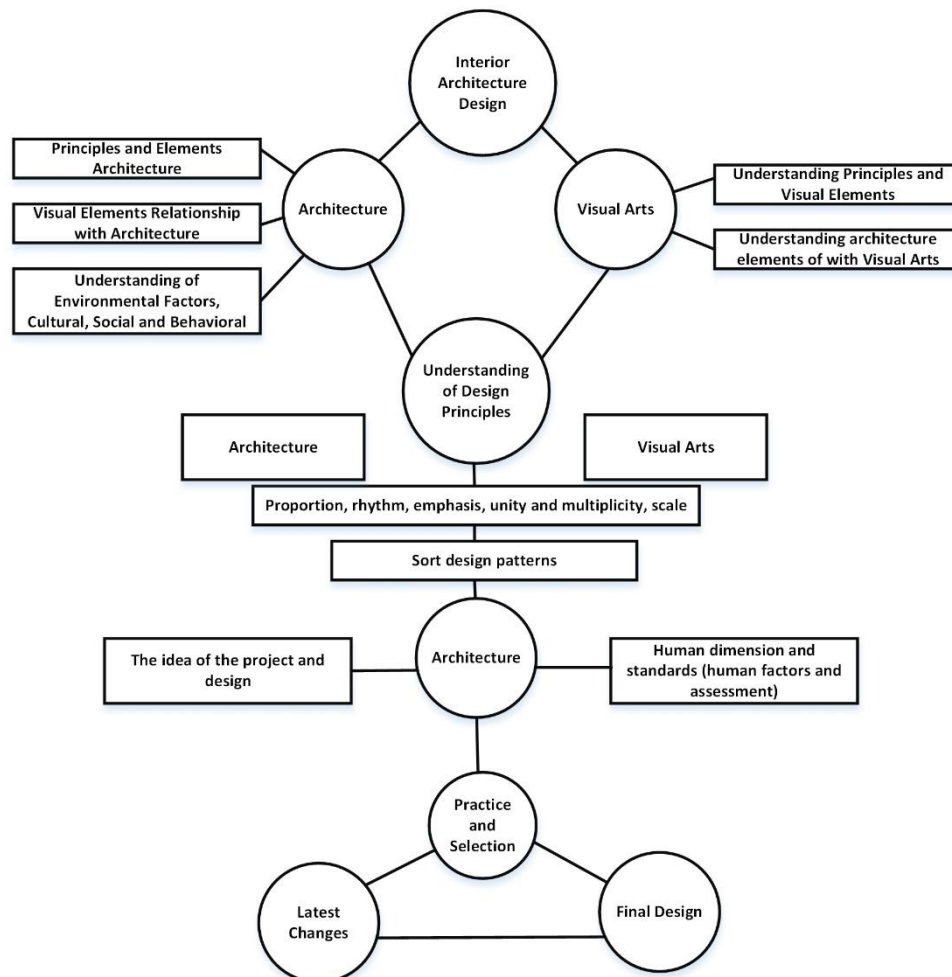 Interior
Architecture
Design
Principles and Elements
Architecture
Architecture
Visual Arts
Understanding Principles and
Visual Elements
Visual Elements Relationship
with Architecture
Understanding architecture
elements of with Visual Arts
Understanding of
Environmental Factors,
Cultural, Social and Behavioral
Understanding
of Design
Principles
Architecture
Visual Arts
Proportion, rhythm, emphasis, unity and multiplicity, scale
Sort design patterns
The idea of the project and
design
Architecture
Human dimension and
standards (human factors and
assessment)
Practice
and
Selection
Latest
Changes
Final Design